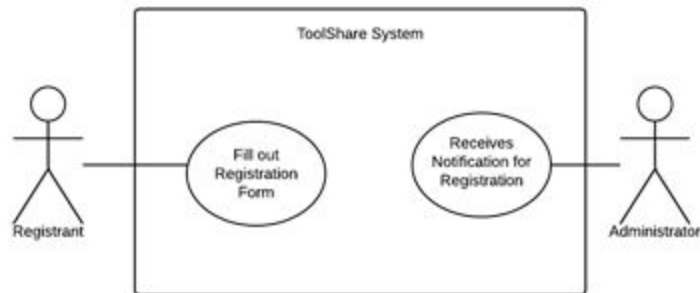 ToolShare System
Fill out
Registration
Form
Receives
Notification for
Registration
Registrant
Administrator